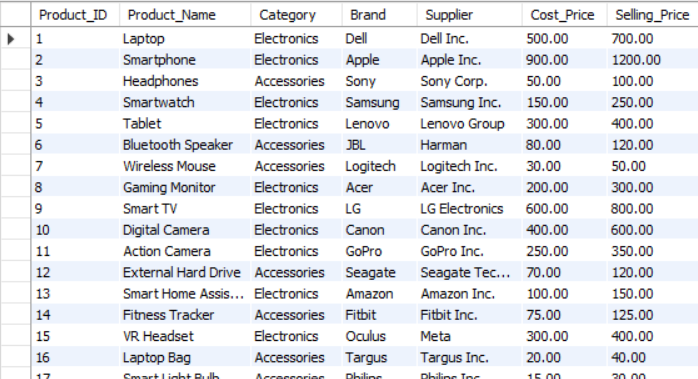 Product_ID Product_Name Category Brand Supplier Cost_Price Selling_Price
1 Laptop Electronics Dell Dell Inc. 500.00 700.00
2 Smartphone Electronics Apple Apple Inc. 900.00 1200.00
3 Headphones Accessories Sony Sony Corp. 50.00 100.00
4 Smartwatch Electronics Samsung Samsung Inc. 150.00 250.00
5 Tablet Electronics Lenovo Lenovo Group 300.00 400.00
6 Bluetooth Speaker Accessories JBL Harman 80.00 120.00
7 Wireless Mouse Accessories Logitech Logitech Inc. 30.00 50.00
8 Gaming Monitor Electronics Acer Acer Inc. 200.00 300.00
9 Smart TV Electronics LG LG Electronics 600.00 800.00
10 Digital Camera Electronics Canon Canon Inc. 400.00 600.00
11 Action Camera Electronics GoPro GoPro Inc. 250.00 350.00
12 External Hard Drive Accessories Seagate Seagate Tec... 70.00 120.00
13 Smart Home Assis... Electronics Amazon Amazon Inc. 100.00 150.00
14 Fitness Tracker Accessories Fitbit Fitbit Inc. 75.00 125.00
15 VR Headset Electronics Oculus Meta 300.00 400.00
16 Laptop Bag Accessories Targus Targus Inc. 20.00 40.00
17 Smart Light Bulb Accessories Philips Philips Inc. 15.00 30.00